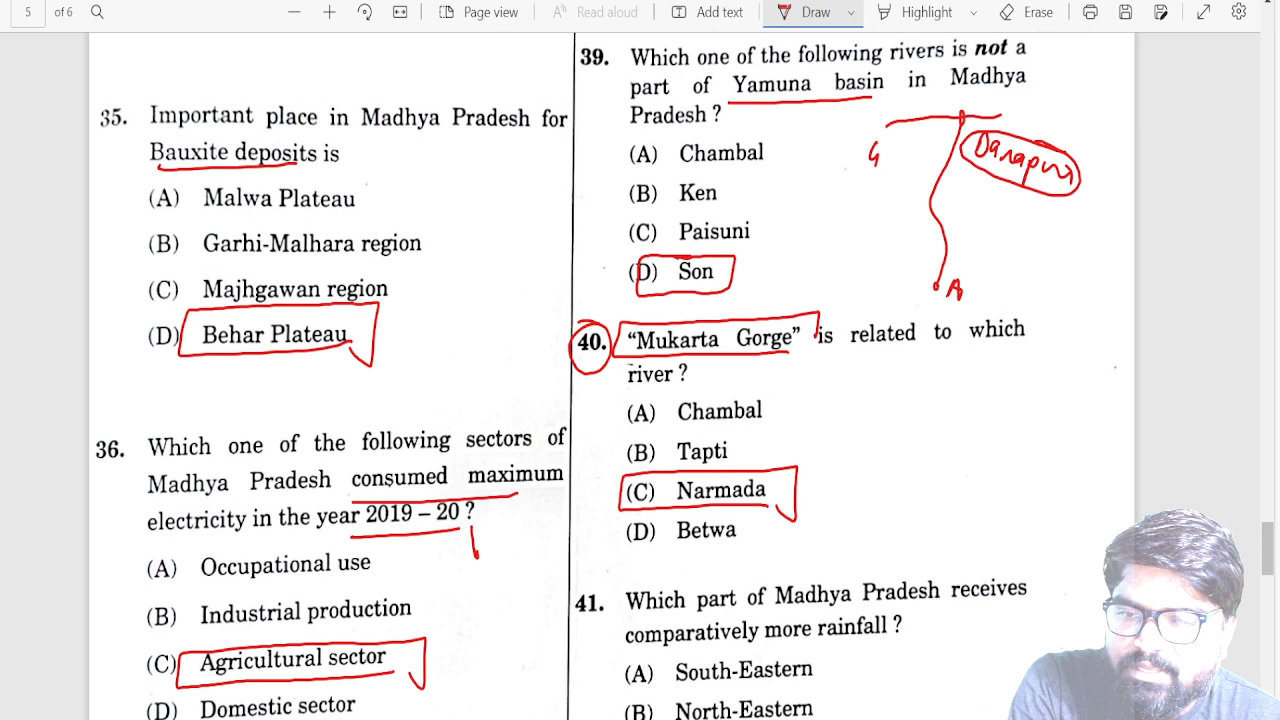 5 of 6
Page view
Read aloud
Add text
Draw
Highlight
Erase
35. Important place in Madhya Pradesh for
Bauxite deposits is
(A) Malwa Plateau
(B) Garhi-Malhara region
(C) Majhgawan region
(D) Behar Plateau
36. Which one of the following sectors of
Madhya Pradesh consumed maximum
electricity in the year 2019 – 20 ?
(A) Occupational use
(B) Industrial production
(C) Agricultural sector
(D) Domestic sector
39. Which one of the following rivers is not a
part of Yamuna basin in Madhya
Pradesh ?
(A) Chambal
(B) Ken
(C) Paisuni
(D) Son
G
Danapur
A
40. “Mukarta Gorge” is related to which
river ?
(A) Chambal
(B) Tapti
(C) Narmada
(D) Betwa
41. Which part of Madhya Pradesh receives
comparatively more rainfall ?
(A) South-Eastern
(B) North-Eastern